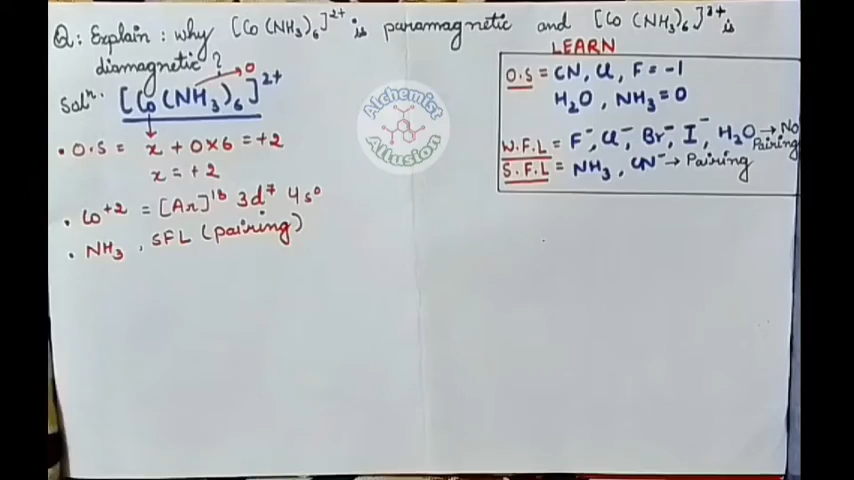 Q: Explain: why [Co(NH3)6]2+ is paramagnetic and [Co(NH3)6]3+ is
diamagnetic?
LEARN
Soln. [Co(NH3)6]2+ 0
• O.S = x + 0x6 = +2
x = +2
• Co+2 = [Ar]18 3d7 4s0
• NH3, SFL (pairing)
Alchemist
Allusion
O.S = CN, Cl, F = -1
H2O, NH3 = 0
W.F.L = F-, Cl-, Br-, I-, H2O → No
Pairing
S.F.L = NH3, CN- → Pairing